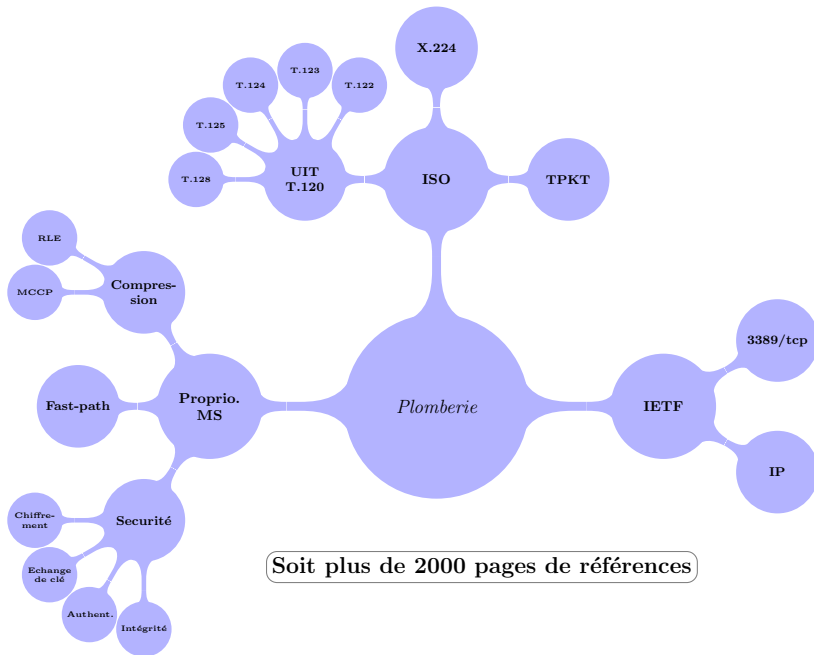 X.224
T.123
T.124
T.122
T.125
UIT
T.120
ISO
TPKT
T.128
RLE
Compres-
sion
MCCP
3389/tcp
Fast-path
Proprio.
MS
Plomberie
IETF
IP
Chiffre-
ment
Securité
Echange
de clé
Authent.
Intégrité
Soit plus de 2000 pages de références